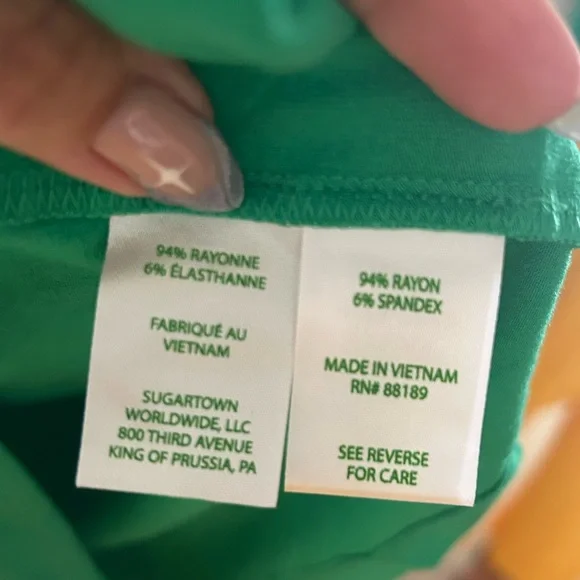 94% RAYONNE
6% ÉLASTHANNE
FABRIQUÉ AU
VIETNAM
SUGARTOWN
WORLDWIDE, LLC
800 THIRD AVENUE
KING OF PRUSSIA, PA
94% RAYON
6% SPANDEX
MADE IN VIETNAM
RN# 88189
SEE REVERSE
FOR CARE